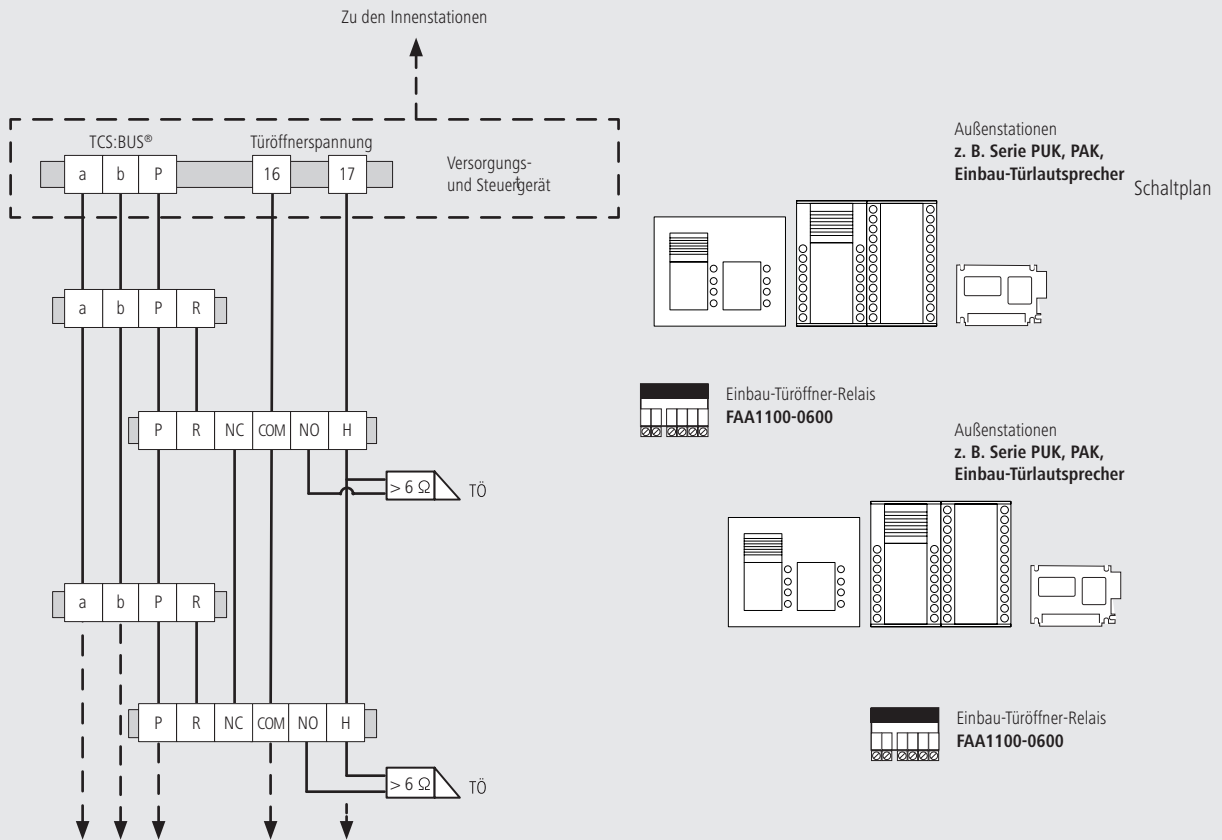 Zu den Innenstationen
TCS:BUS®
Türöffnerspannung
a b P 16 17
Versorgungs-
und Steuergerät
a b P R
P R NC COM NO H
> 6 Ω TÖ
a b P R
P R NC COM NO H
> 6 Ω TÖ
Außenstationen
z. B. Serie PUK, PAK,
Einbau-Türlautsprecher
Schaltplan
Einbau-Türöffner-Relais
FAA1100-0600
Außenstationen
z. B. Serie PUK, PAK,
Einbau-Türlautsprecher
Einbau-Türöffner-Relais
FAA1100-0600